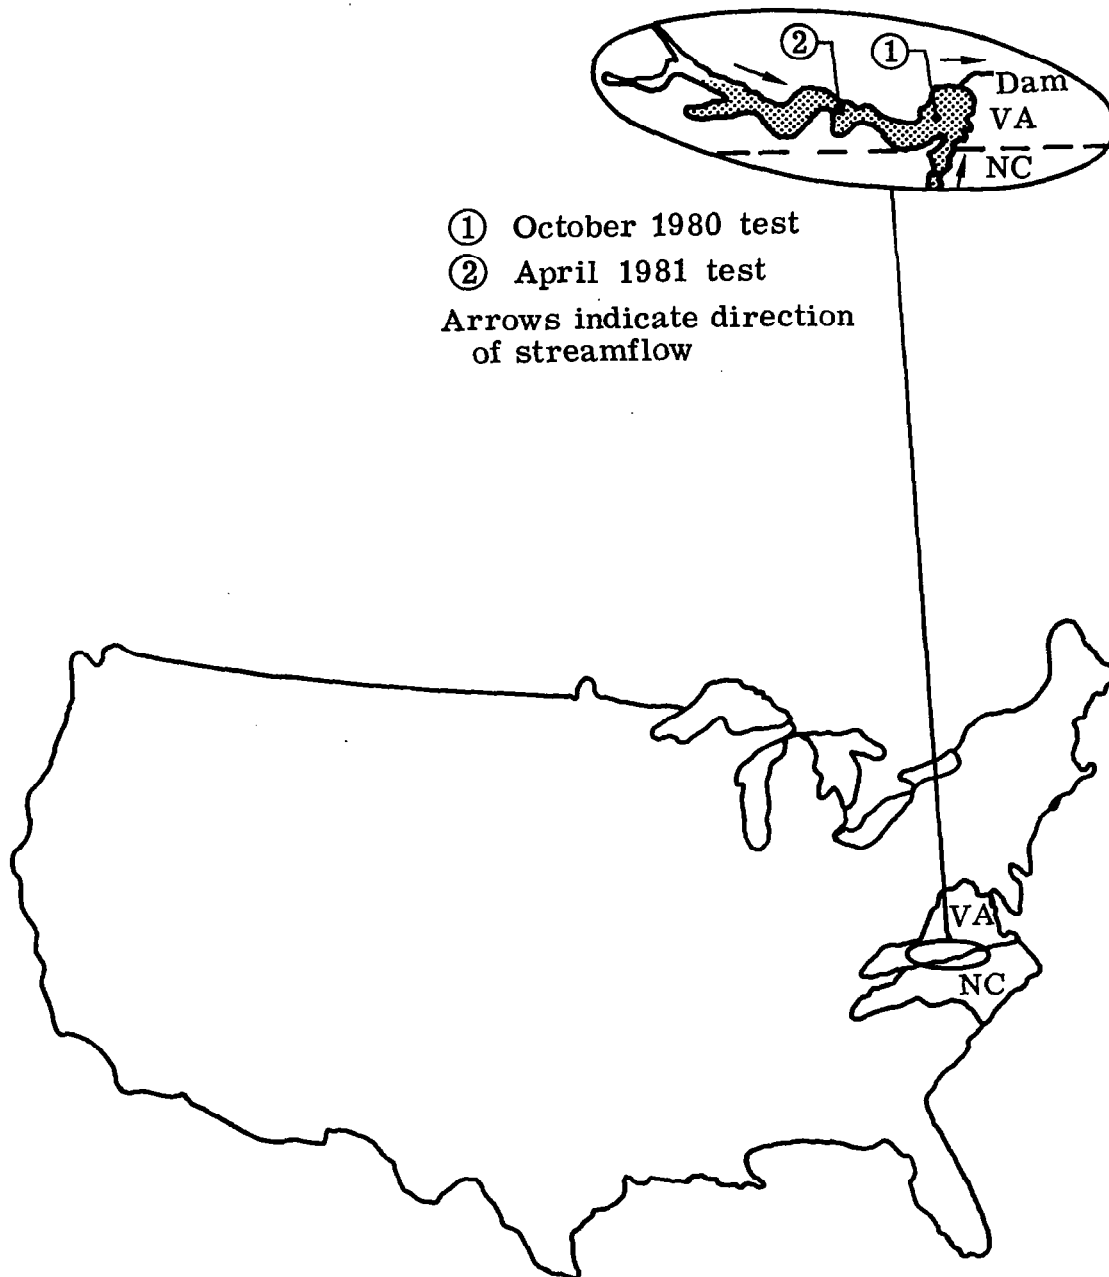 ② ①
Dam
VA
NC
① October 1980 test
② April 1981 test
Arrows indicate direction
of streamflow
VA
NC